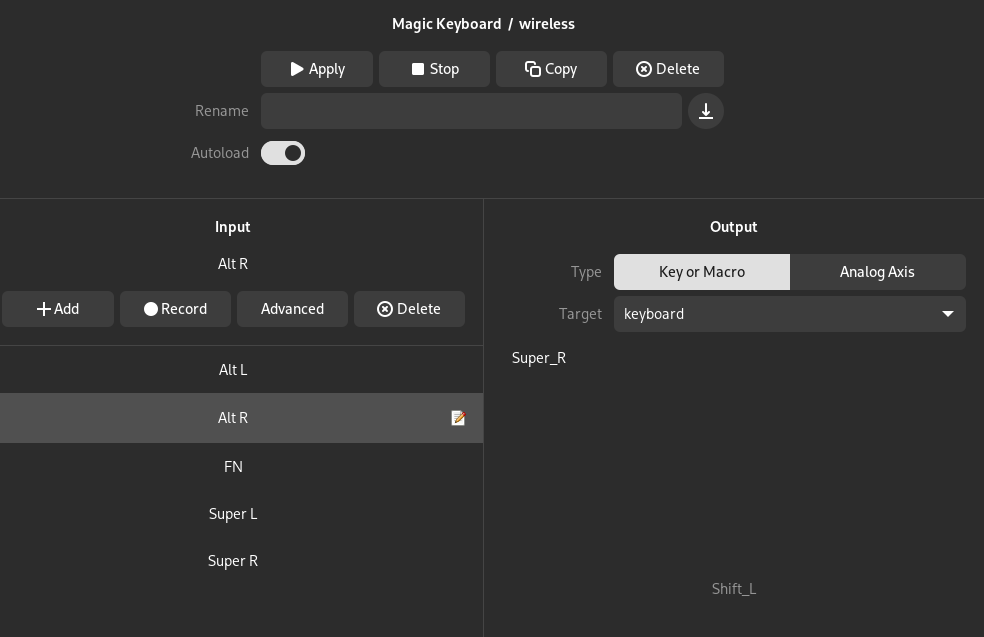 Magic Keyboard / wireless
Apply Stop Copy Delete
Rename
Autoload
Input
Alt R
Add Record Advanced Delete
Alt L
Alt R
FN
Super L
Super R
Output
Type Key or Macro Analog Axis
Target keyboard
Super_R
Shift_L